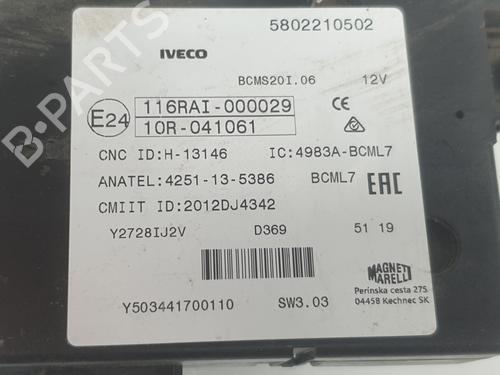 5802210502
IVECO
BCMS20I.06 12V
E24 116RAI-000029 CE
10R-041061
CNC ID:H-13146 IC:4983A-BCML7
ANATEL:4251-13-5386 BCML7 EAC
CMIIT ID:2012DJ4342
Y2728IJ2V D369 51 19
MAGNETI
MARELLI
Perinska cesta 275
04458 Kechnec SK
Y503441700110 SW3.03
B-PARTS